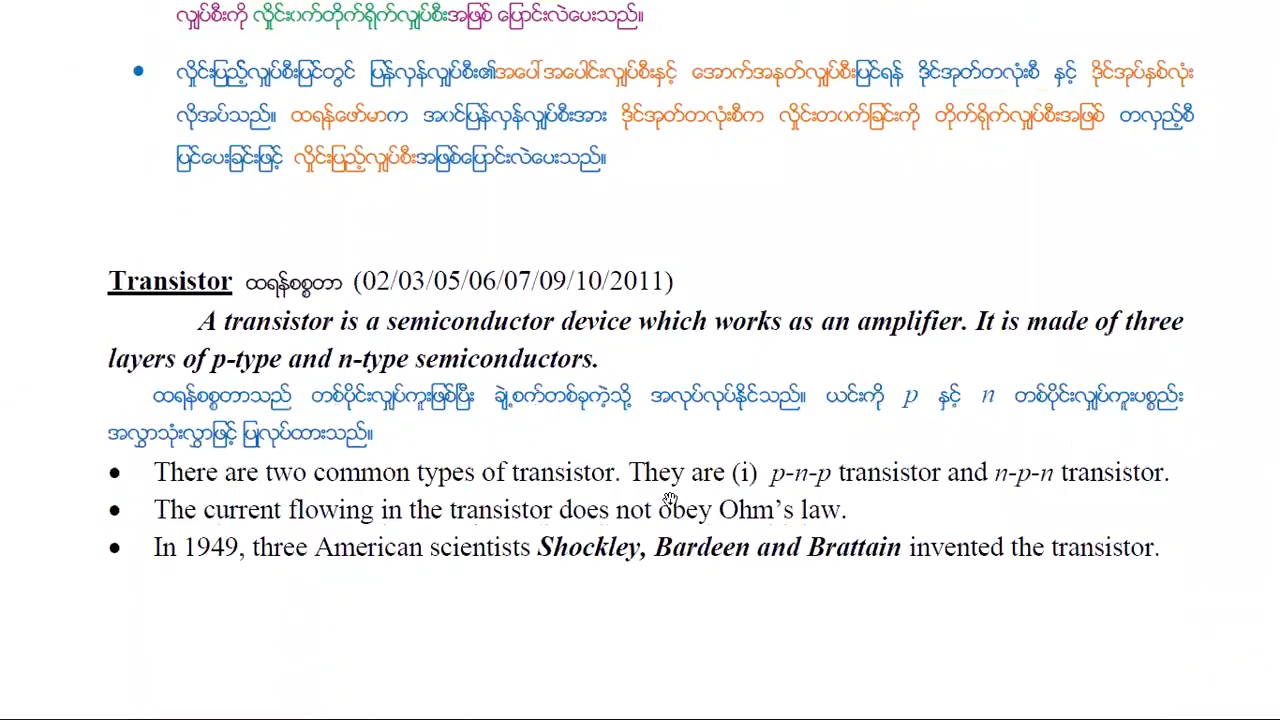 လျှပ်စီးကို လှိုင်းဝက်တိုက်ရိုက်လျှပ်စီးအဖြစ် ပြောင်းလဲပေးသည်။
• လှိုင်းပြည့်လျှပ်စီးပြင်တွင် ပြန်လှန်လျှပ်စီး၏အပေါ်အပေါင်းလျှပ်စီးနှင့် အောက်အနုတ်လျှပ်စီးပြင်ရန် ဒိုင်အုတ်တလုံးစီ နှင့် ဒိုင်အုပ်နှစ်လုံး
လိုအပ်သည်။ ထရန်ဖော်မာက အဝင်ပြန်လှန်လျှပ်စီးအား ဒိုင်အုတ်တလုံးစီက လှိုင်းတဝက်ခြင်းကို တိုက်ရိုက်လျှပ်စီးအဖြစ် တလှည့်စီ
ပြင်ပေးခြင်းဖြင့် လှိုင်းပြည့်လျှပ်စီးအဖြစ်ပြောင်းလဲပေးသည်။
Transistor ထရန်စစ္စတာ (02/03/05/06/07/09/10/2011)
A transistor is a semiconductor device which works as an amplifier. It is made of three
layers of p-type and n-type semiconductors.
ထရန်စစ္စတာသည် တစ်ပိုင်းလျှပ်ကူးဖြစ်ပြီး ချဲ့စက်တစ်ခုကဲ့သို့ အလုပ်လုပ်နိုင်သည်။ ယင်းကို p နှင့် n တစ်ပိုင်းလျှပ်ကူးပစ္စည်း
အလွှာသုံးလွှာဖြင့် ပြုလုပ်ထားသည်။
• There are two common types of transistor. They are (i) p-n-p transistor and n-p-n transistor.
• The current flowing in the transistor does not obey Ohm’s law.
• In 1949, three American scientists Shockley, Bardeen and Brattain invented the transistor.